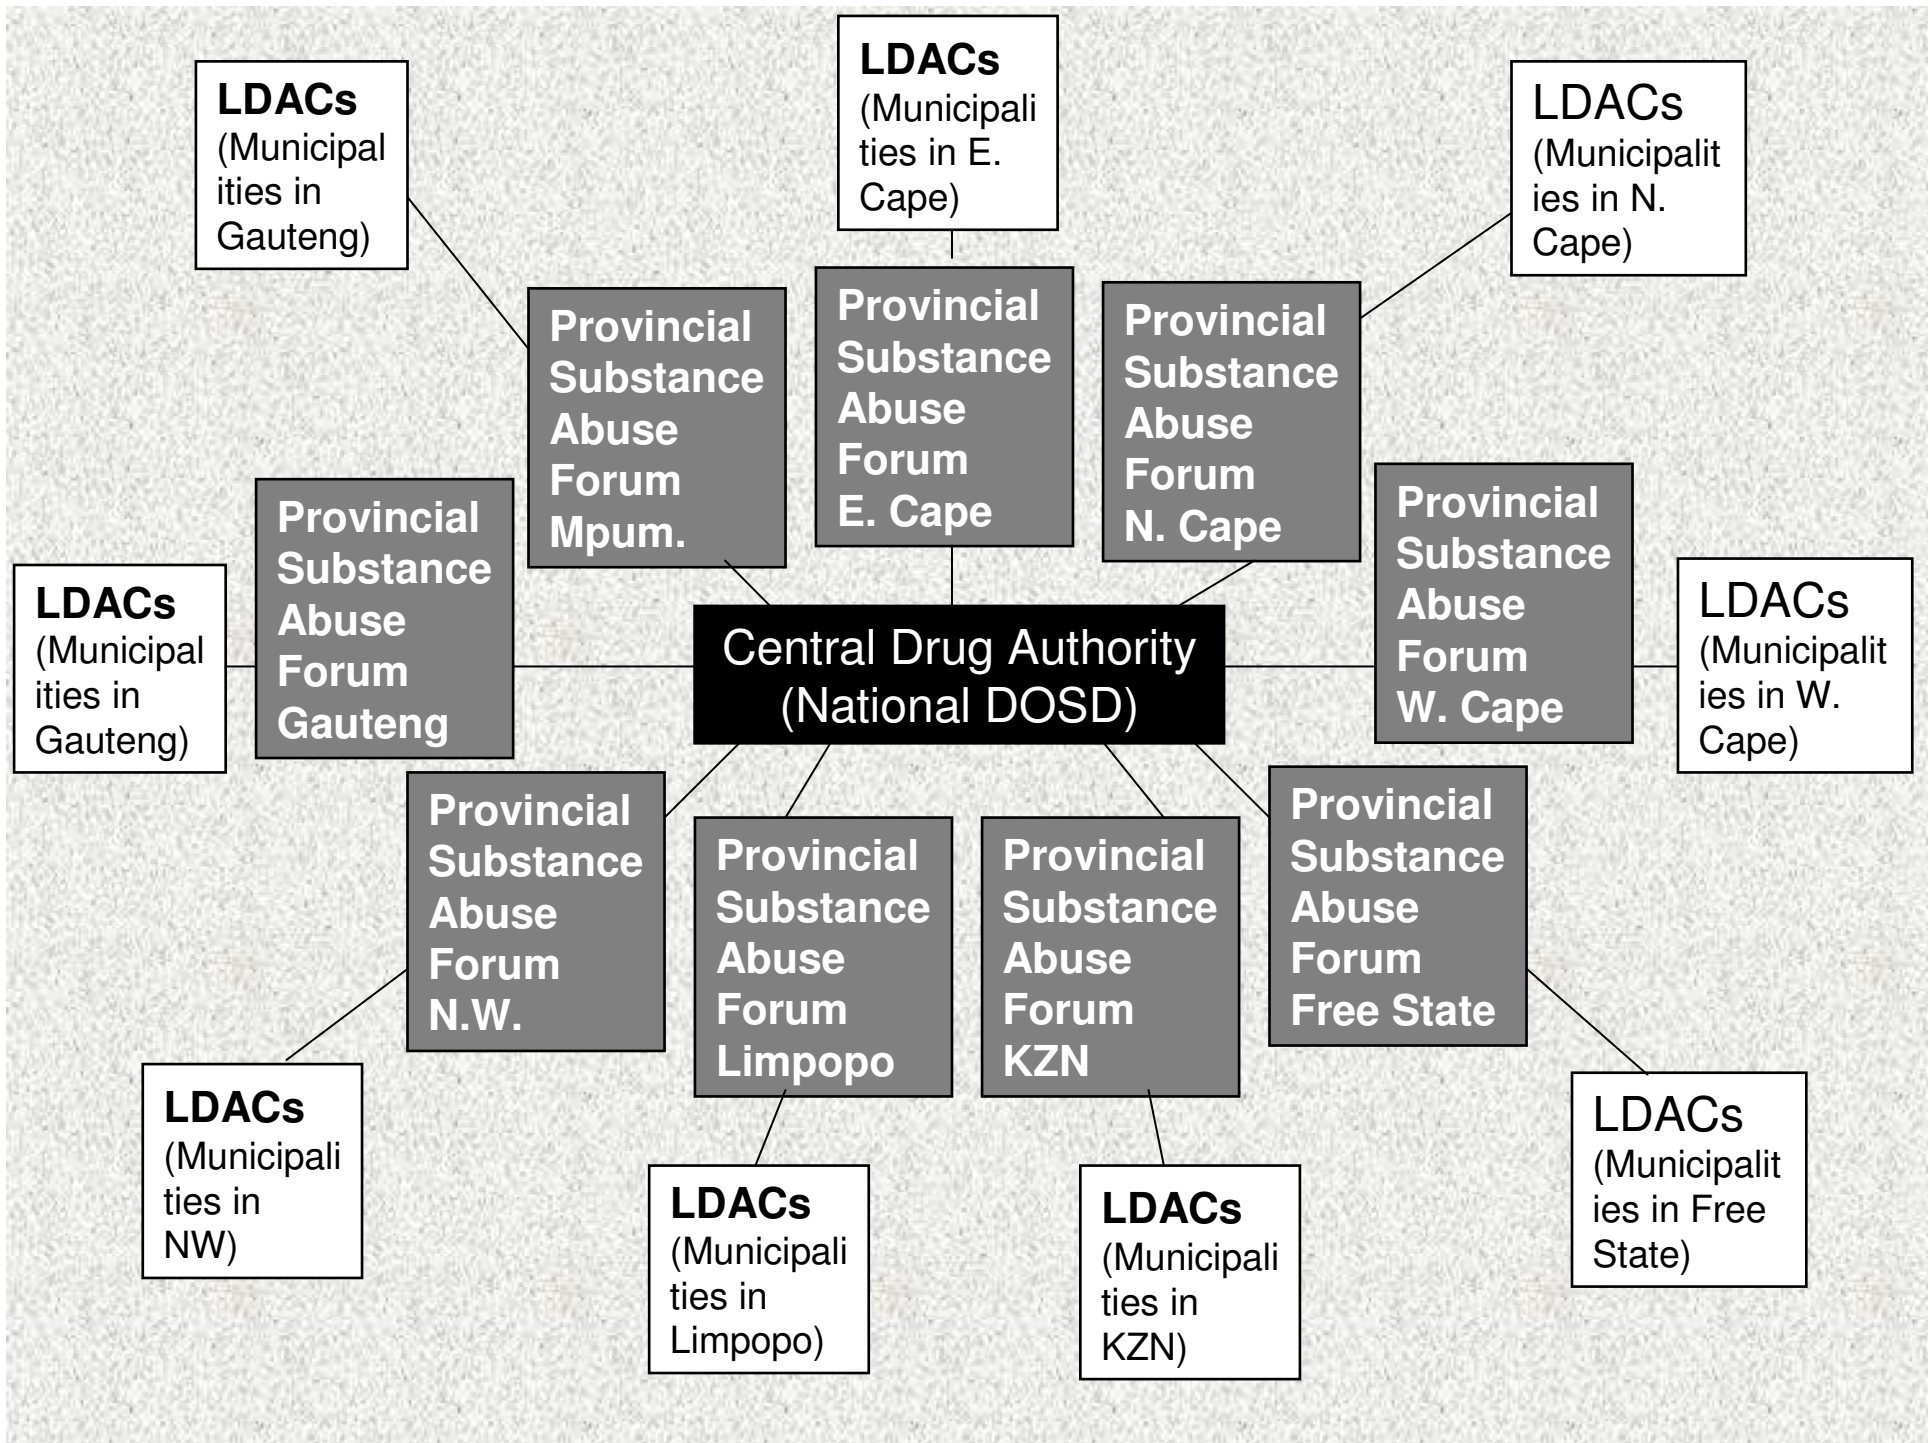 LDACs
(Municipali
ties in E.
Cape)
LDACs
(Municipal
ities in
Gauteng)
LDACs
(Municipalit
ies in N.
Cape)
Provincial
Substance
Abuse
Forum
Mpum.
Provincial
Substance
Abuse
Forum
E. Cape
Provincial
Substance
Abuse
Forum
N. Cape
LDACs
(Municipal
ities in
Gauteng)
Provincial
Substance
Abuse
Forum
Gauteng
Central Drug Authority
(National DOSD)
Provincial
Substance
Abuse
Forum
W. Cape
LDACs
(Municipalit
ies in W.
Cape)
Provincial
Substance
Abuse
Forum
N.W.
Provincial
Substance
Abuse
Forum
Limpopo
Provincial
Substance
Abuse
Forum
KZN
Provincial
Substance
Abuse
Forum
Free State
LDACs
(Municipali
ties in
NW)
LDACs
(Municipali
ties in
Limpopo)
LDACs
(Municipali
ties in
KZN)
LDACs
(Municipalit
ies in Free
State)